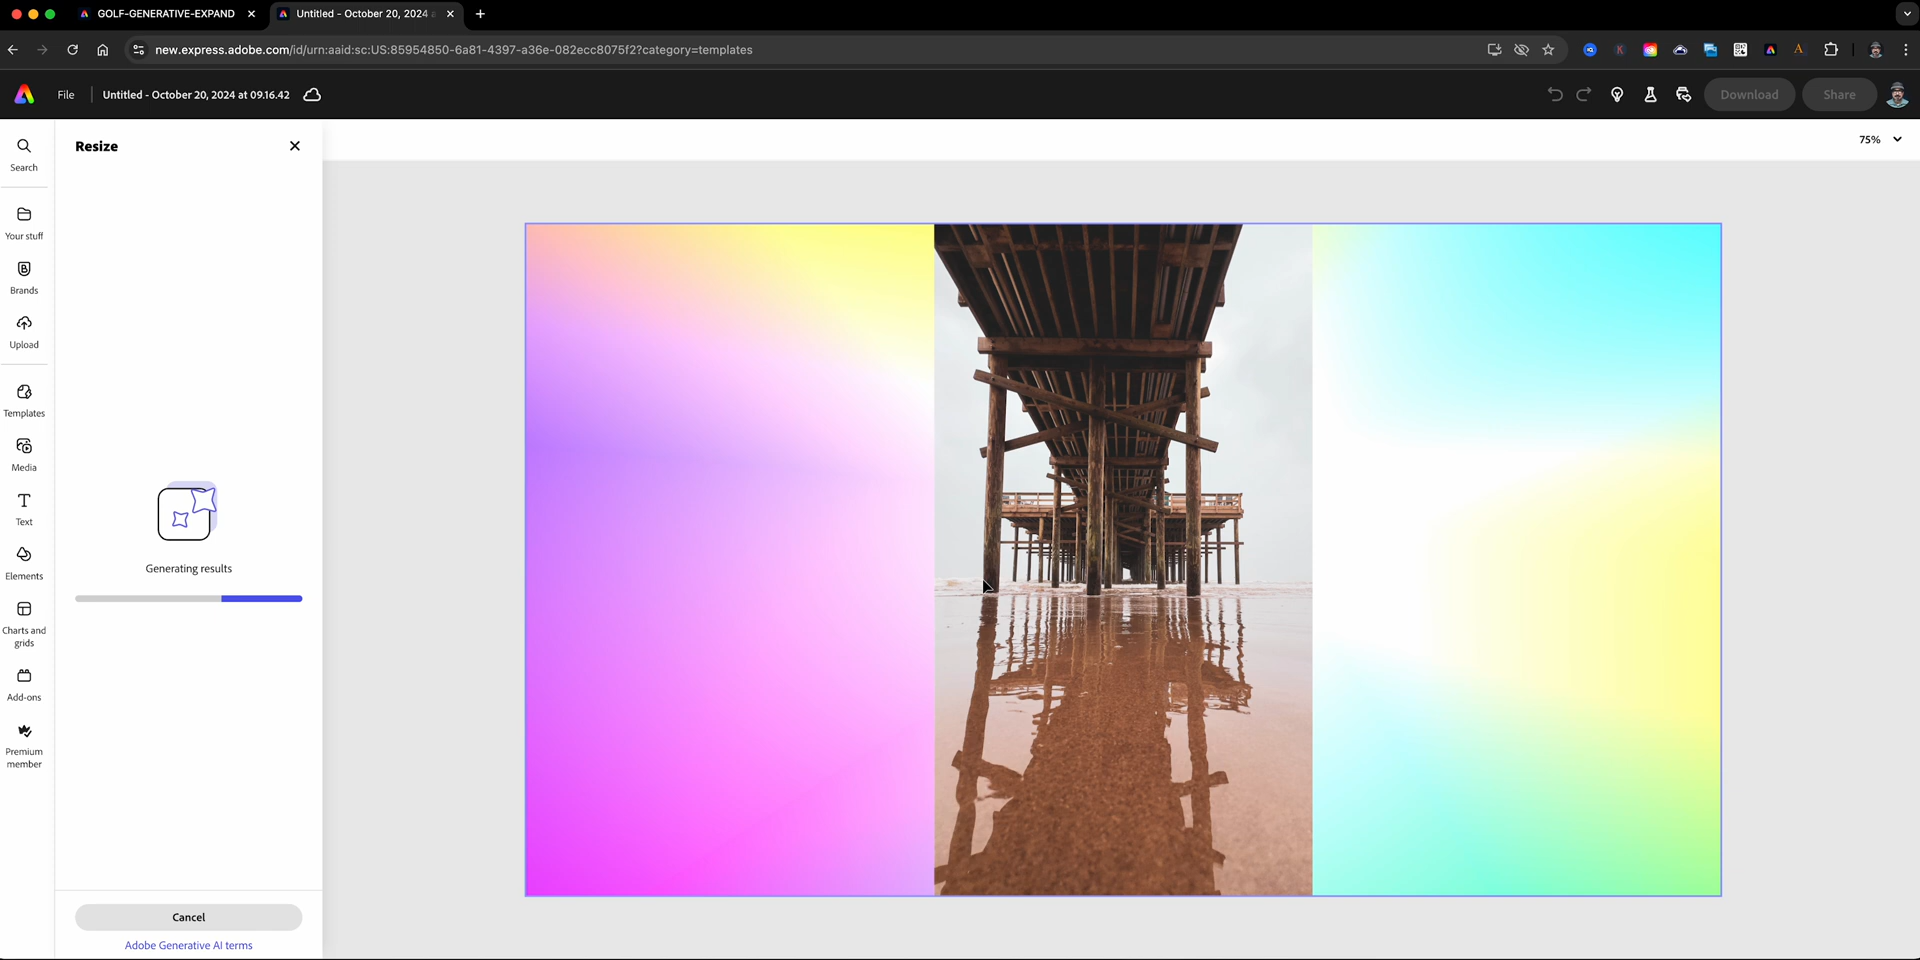 GOLF-GENERATIVE-EXPAND
Untitled - October 20, 2024
new.express.adobe.com/id/urn:aaid:sc:US:85954850-6a81-4397-a36e-082ecc8075f2?category=templates
File
Untitled - October 20, 2024 at 09.16.42
Download
Share
Resize
75%
Search
Your stuff
Brands
Upload
Templates
Media
Text
Elements
Charts and
grids
Add-ons
Premium
member
Generating results
Cancel
Adobe Generative AI terms